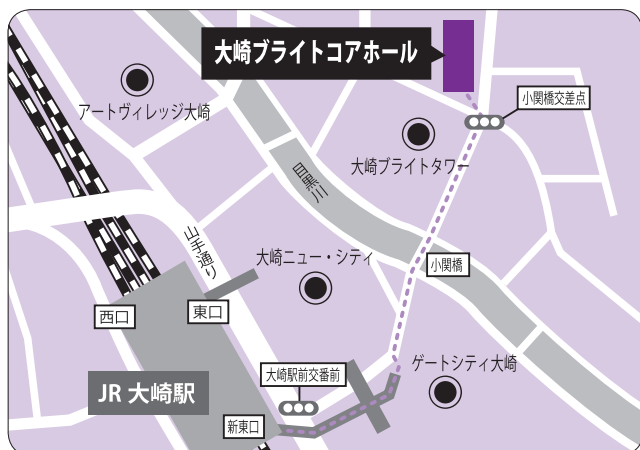 大崎ブライトコアホール
小関橋交差点
アートヴィレッジ大崎
大崎ブライトタワー
目黒川
山手通り
大崎ニュー・シティ
小関橋
西口
東口
ゲートシティ大崎
大崎駅前交番前
JR 大崎駅
新東口